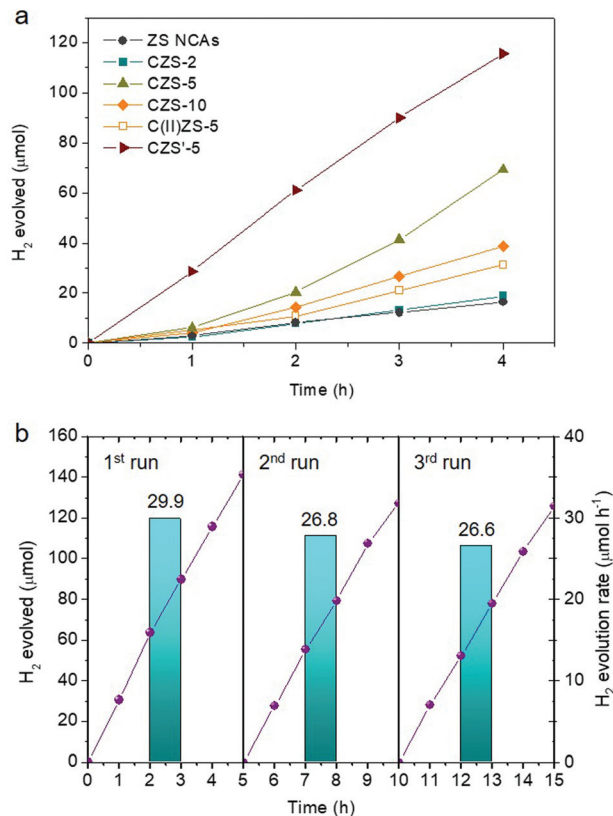 a
120
100
80
60
40
20
0
H₂ evolved (μmol)
ZS NCAs
CZS-2
CZS-5
CZS-10
C(II)ZS-5
CZS'-5
0 1 2 3 4
Time (h)
b
160
140
120
100
80
60
40
20
0
H₂ evolved (μmol)
1st run
2nd run
3rd run
29.9
26.8
26.6
40
30
20
10
0
H₂ evolution rate (μmol h⁻¹)
0 1 2 3 4 5 6 7 8 9 10 11 12 13 14 15
Time (h)